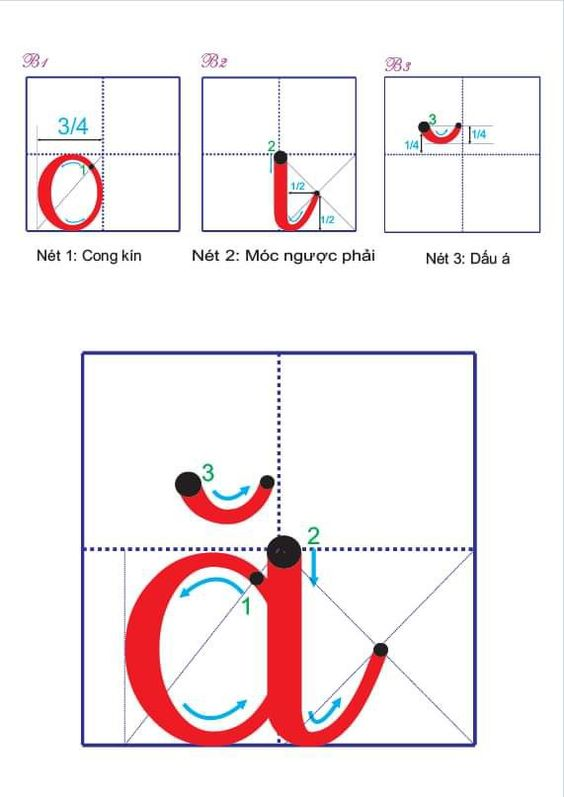 B1 B2 B3
3/4
1
2
1/2
1/2
3
1/4
1/4
Nét 1: Cong kín
Nét 2: Móc ngược phải
Nét 3: Dấu á
3
2
1
ă